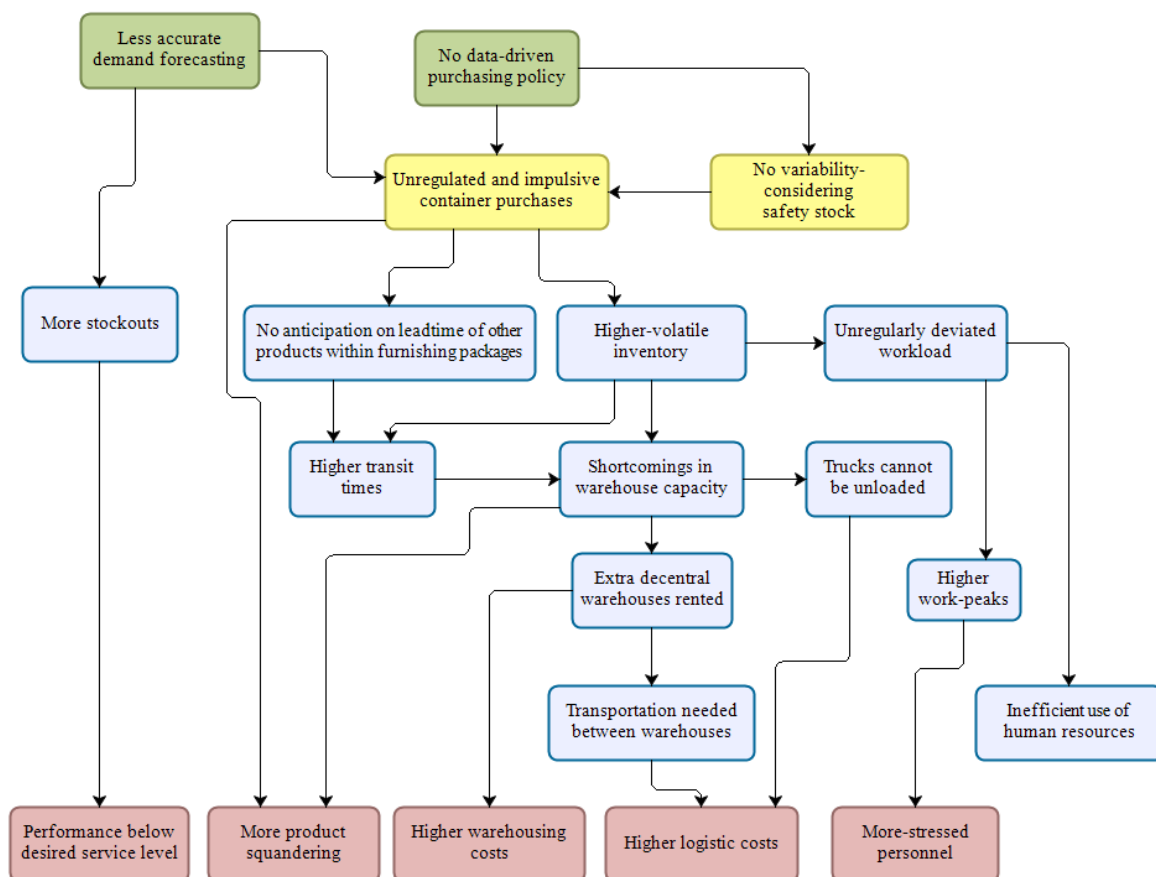 Less accurate
demand forecasting
No data-driven
purchasing policy
Unregulated and impulsive
container purchases
No variability-
considering
safety stock
More stockouts
No anticipation on leadtime of other
products within furnishing packages
Higher-volatile
inventory
Unregularly deviated
workload
Higher transit
times
Shortcomings in
warehouse capacity
Trucks cannot
be unloaded
Extra decentral
warehouses rented
Higher
work-peaks
Transportation needed
between warehouses
Inefficient use of
human resources
Performance below
desired service level
More product
squandering
Higher warehousing
costs
Higher logistic costs
More-stressed
personnel